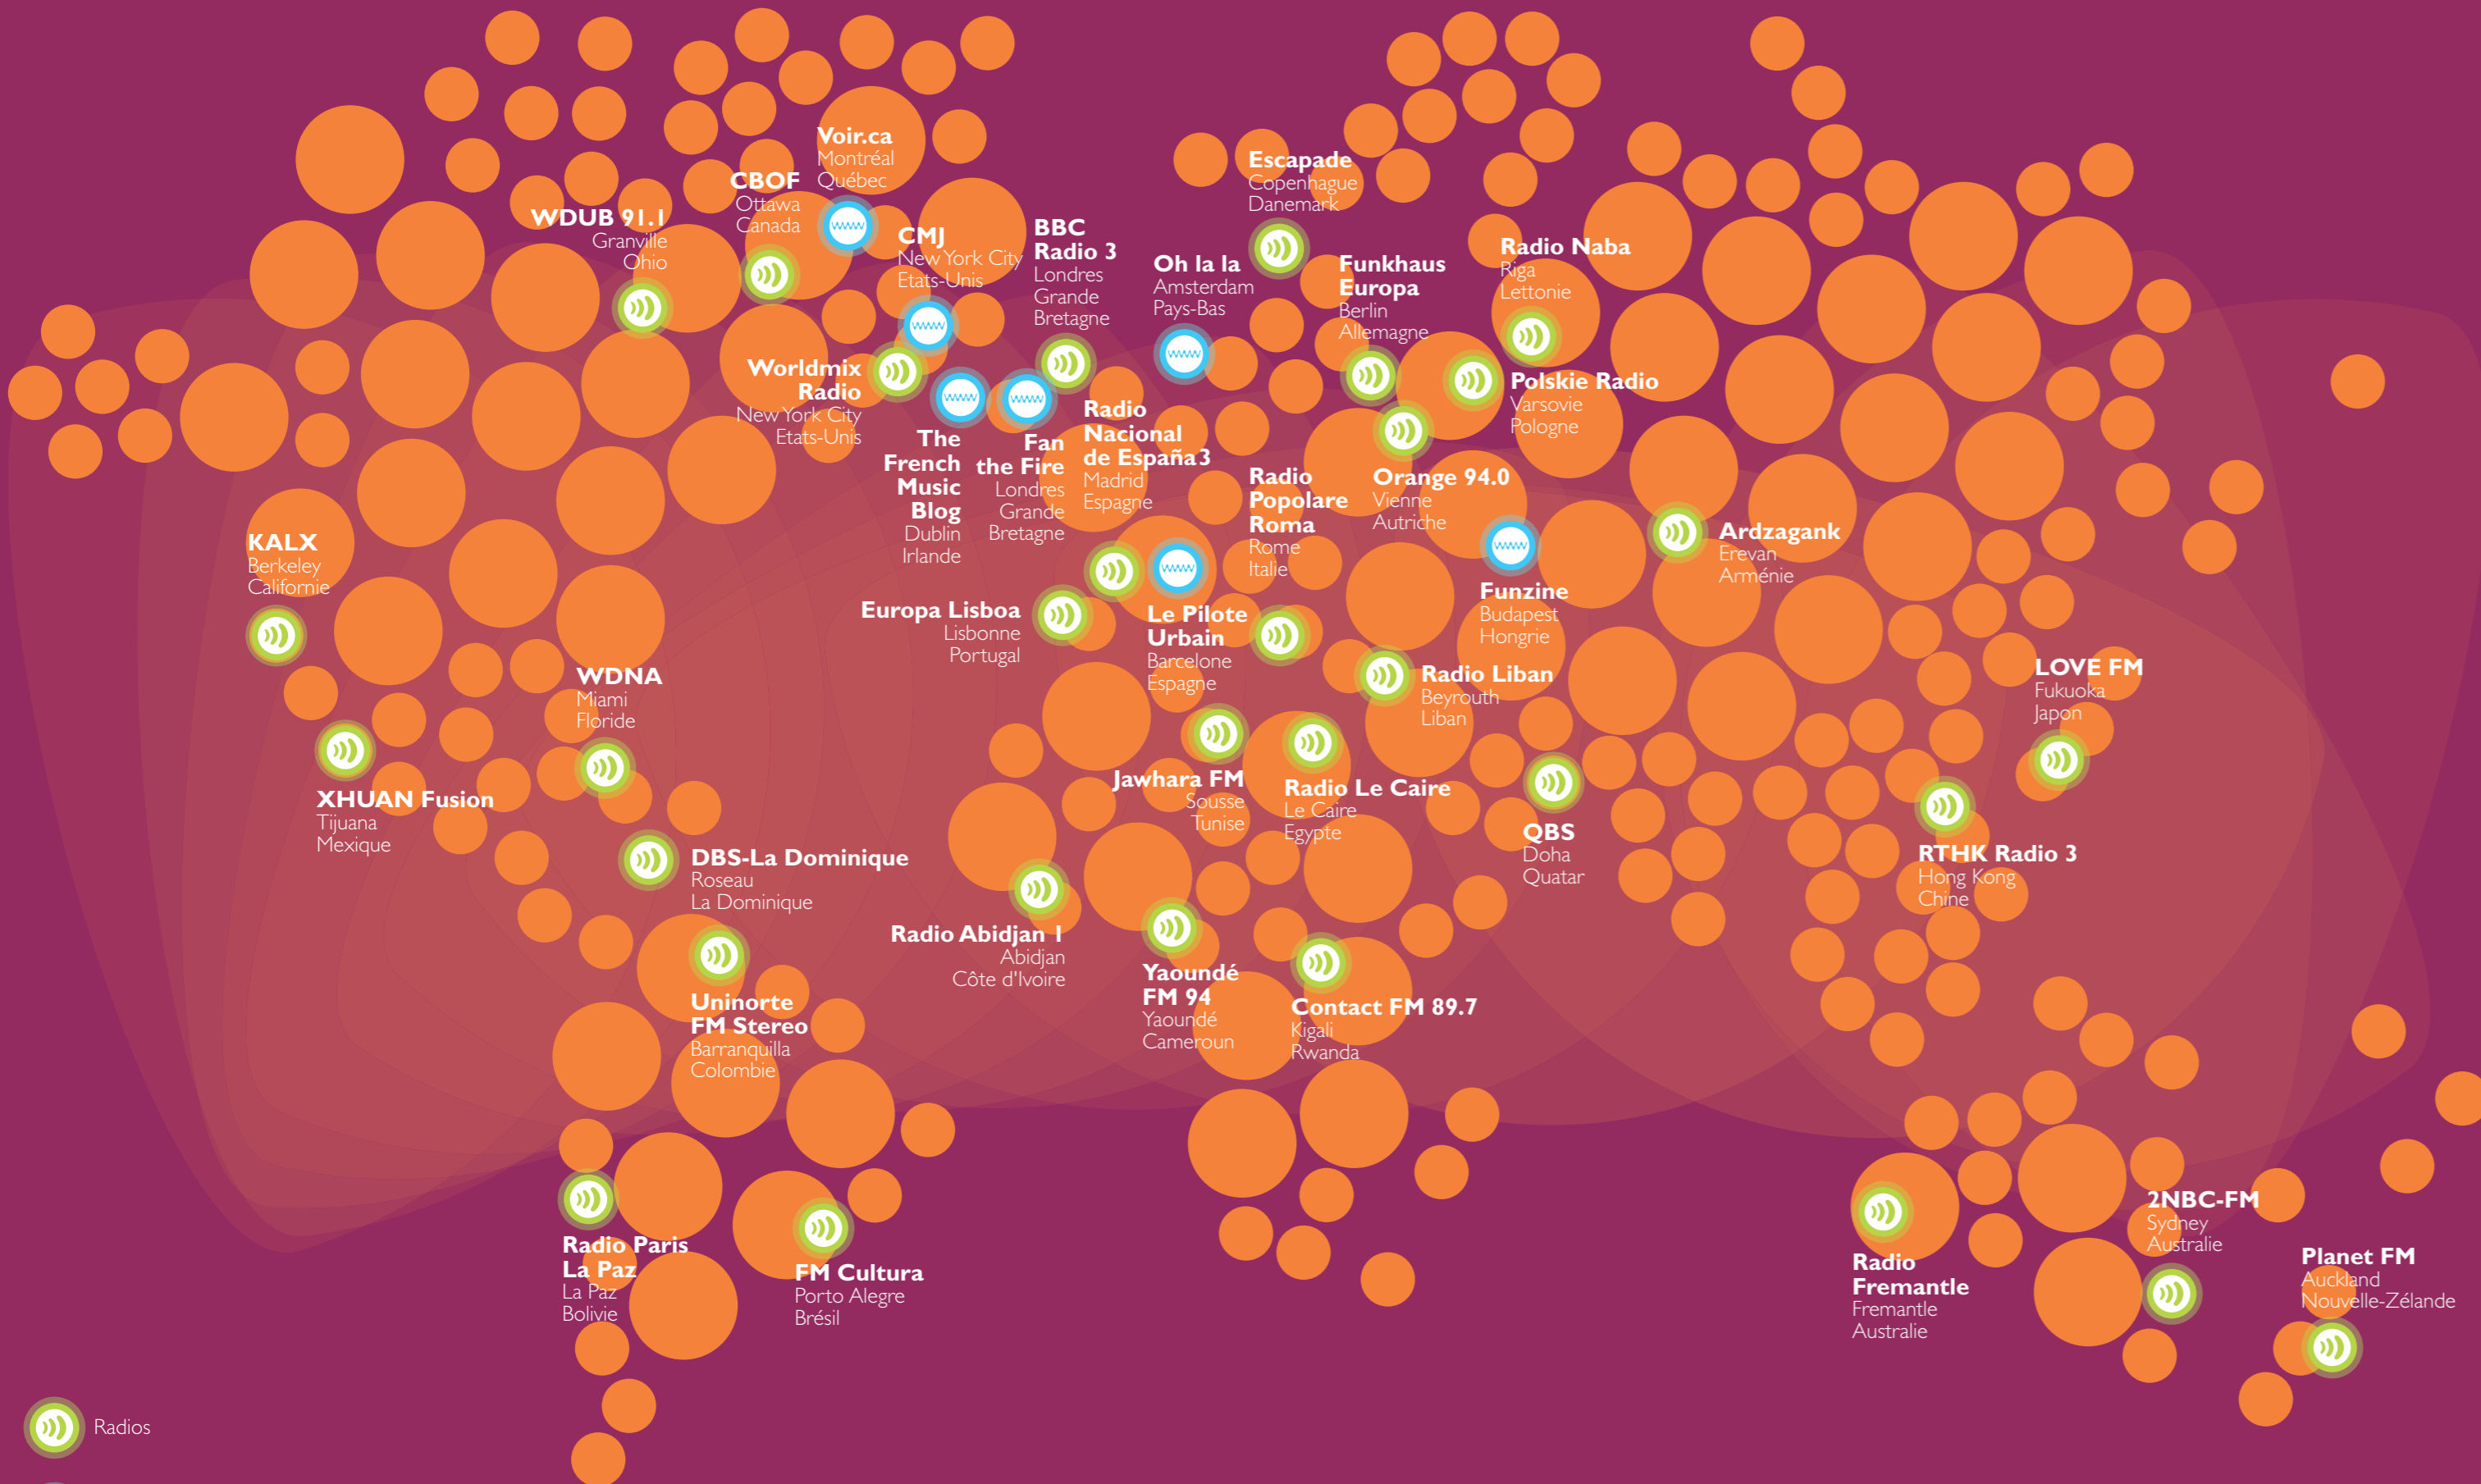 Voir.ca
Montréal
Québec
CBOF
Ottawa
Canada
WDUB 91.1
Granville
Ohio
CMJ
New York City
Etats-Unis
BBC
Radio 3
Londres
Grande
Bretagne
Escapade
Copenhague
Danemark
Oh la la
Amsterdam
Pays-Bas
Funkhaus
Europa
Berlin
Allemagne
Radio Naba
Riga
Lettonie
Worldmix
Radio
New York City
Etats-Unis
The
French
Music
Blog
Dublin
Irlande
Fan
the Fire
Londres
Grande
Bretagne
Radio
Nacional
de España3
Madrid
Espagne
Polskie Radio
Varsovie
Pologne
Radio
Popolare
Roma
Rome
Italie
Orange 94.0
Vienne
Autriche
KALX
Berkeley
Californie
Ardzagank
Erevan
Arménie
Funzine
Budapest
Hongrie
Europa Lisboa
Lisbonne
Portugal
Le Pilote
Urbain
Barcelone
Espagne
WDNA
Miami
Floride
Radio Liban
Beyrouth
Liban
LOVE FM
Fukuoka
Japon
XHUAN Fusion
Tijuana
Mexique
Jawhara FM
Sousse
Tunise
Radio Le Caire
Le Caire
Egypte
QBS
Doha
Quatar
RTHK Radio 3
Hong Kong
Chine
DBS-La Dominique
Roseau
La Dominique
Radio Abidjan 1
Abidjan
Côte d'Ivoire
Yaoundé
FM 94
Yaoundé
Cameroun
Contact FM 89.7
Kigali
Rwanda
Uninorte
FM Stereo
Barranquilla
Colombie
Radio Paris
La Paz
La Paz
Bolivie
FM Cultura
Porto Alegre
Brésil
Radio
Fremantle
Fremantle
Australie
2NBC-FM
Sydney
Australie
Planet FM
Auckland
Nouvelle-Zélande
Radios